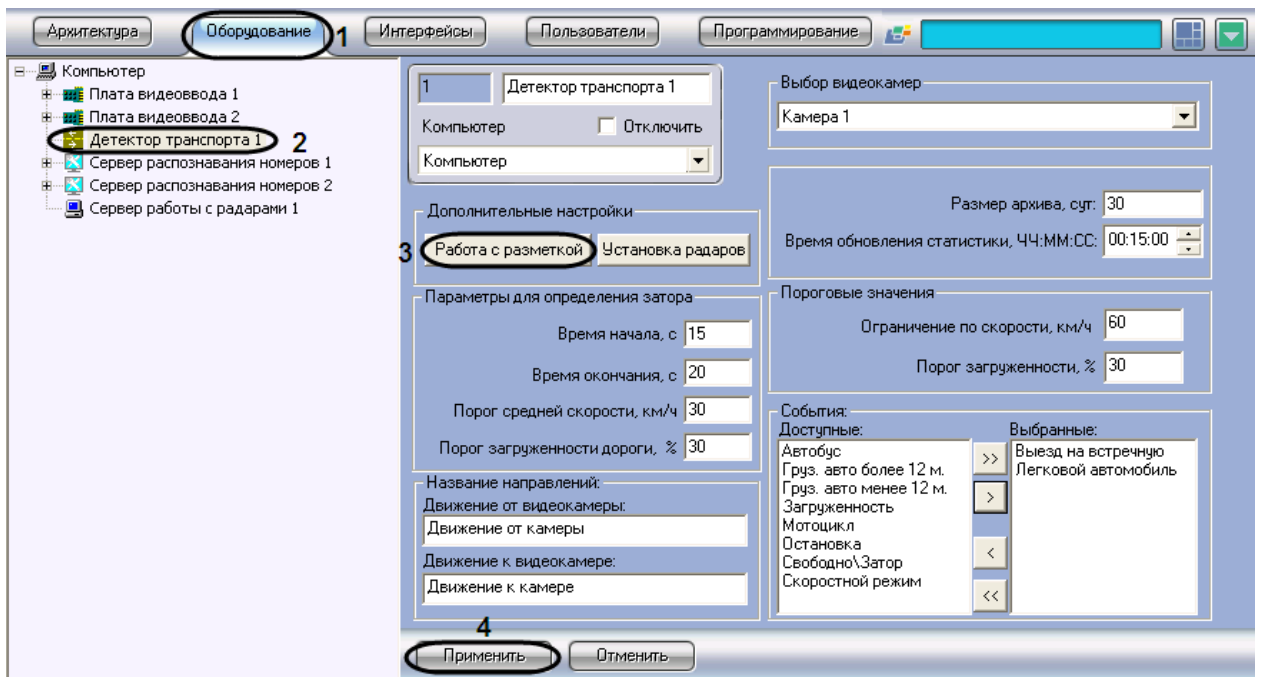 Архитектура Оборудование 1 Интерфейсы Пользователи Программирование
Компьютер
Плата видеоввода 1
Плата видеоввода 2
Детектор транспорта 1 2
Сервер распознавания номеров 1
Сервер распознавания номеров 2
Сервер работы с радарами 1
1 Детектор транспорта 1
Компьютер Отключить
Компьютер
Дополнительные настройки
3 Работа с разметкой Установка радаров
Параметры для определения затора
Время начала, с 15
Время окончания, с 20
Порог средней скорости, км/ч 30
Порог загруженности дороги, % 30
Название направлений:
Движение от видеокамеры:
Движение от камеры
Движение к видеокамере:
Движение к камере
Выбор видеокамер
Камера 1
Размер архива, сут: 30
Время обновления статистики, ЧЧ:ММ:СС: 00:15:00
Пороговые значения
Ограничение по скорости, км/ч 60
Порог загруженности, % 30
События:
Доступные: Выбранные:
Автобус >> Выезд на встречную
Груз. авто более 12 м. Легковой автомобиль
Груз. авто менее 12 м. >
Загруженность
Мотоцикл
Остановка <
Свободно\Затор
Скоростной режим <<
4
Применить Отменить